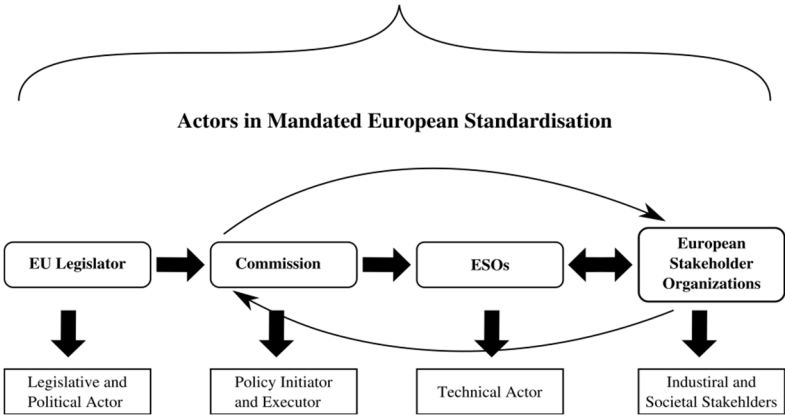 Actors in Mandated European Standardisation
EU Legislator
Commission
ESOs
European
Stakeholder
Organizations
Legislative and
Political Actor
Policy Initiator
and Executor
Technical Actor
Industiral and
Societal Stakehlders